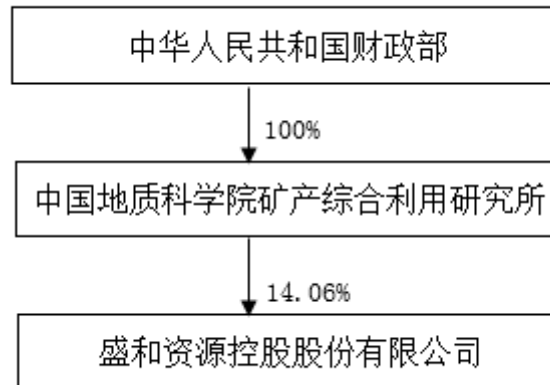 中华人民共和国财政部
100%
中国地质科学院矿产综合利用研究所
14.06%
盛和资源控股股份有限公司